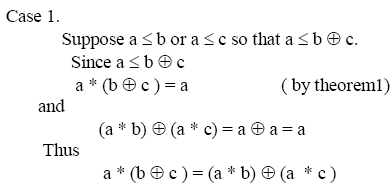 Case 1.
Suppose a ≤ b or a ≤ c so that a ≤ b ⊕ c.
Since a ≤ b ⊕ c
a * (b ⊕ c ) = a ( by theorem1)
and
(a * b) ⊕ (a * c) = a ⊕ a = a
Thus
a * (b ⊕ c ) = (a * b) ⊕ (a * c )